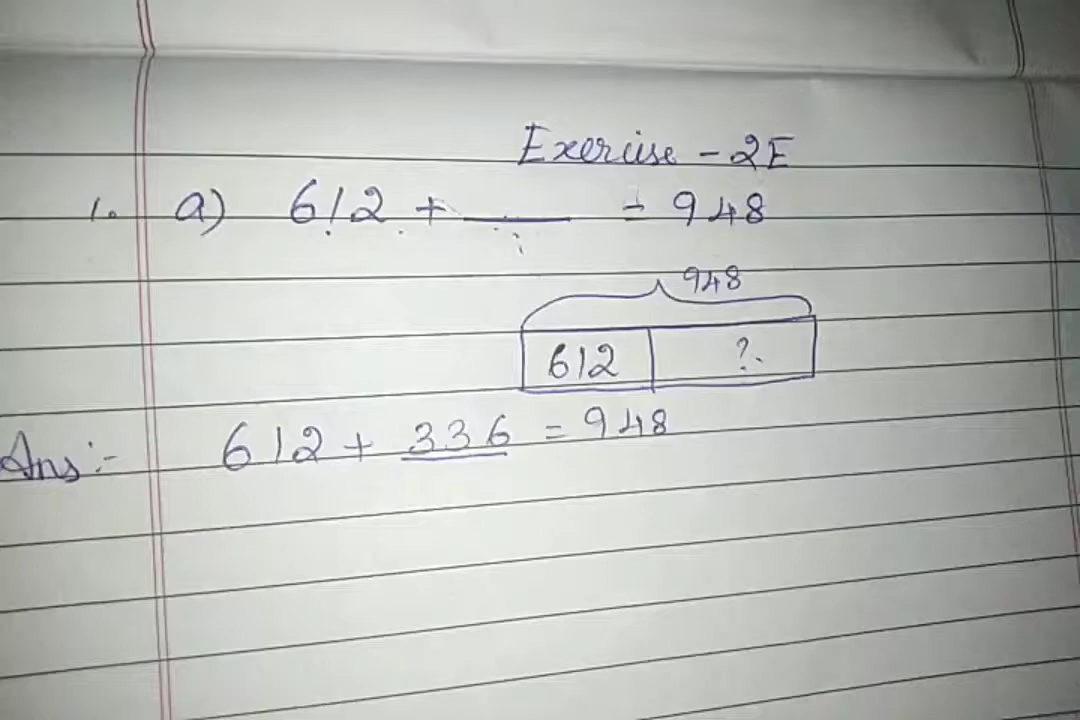 Exercise - 2E
1. a) 612 + ____ = 948
948
612 ?
Ans:- 612 + 336 = 948